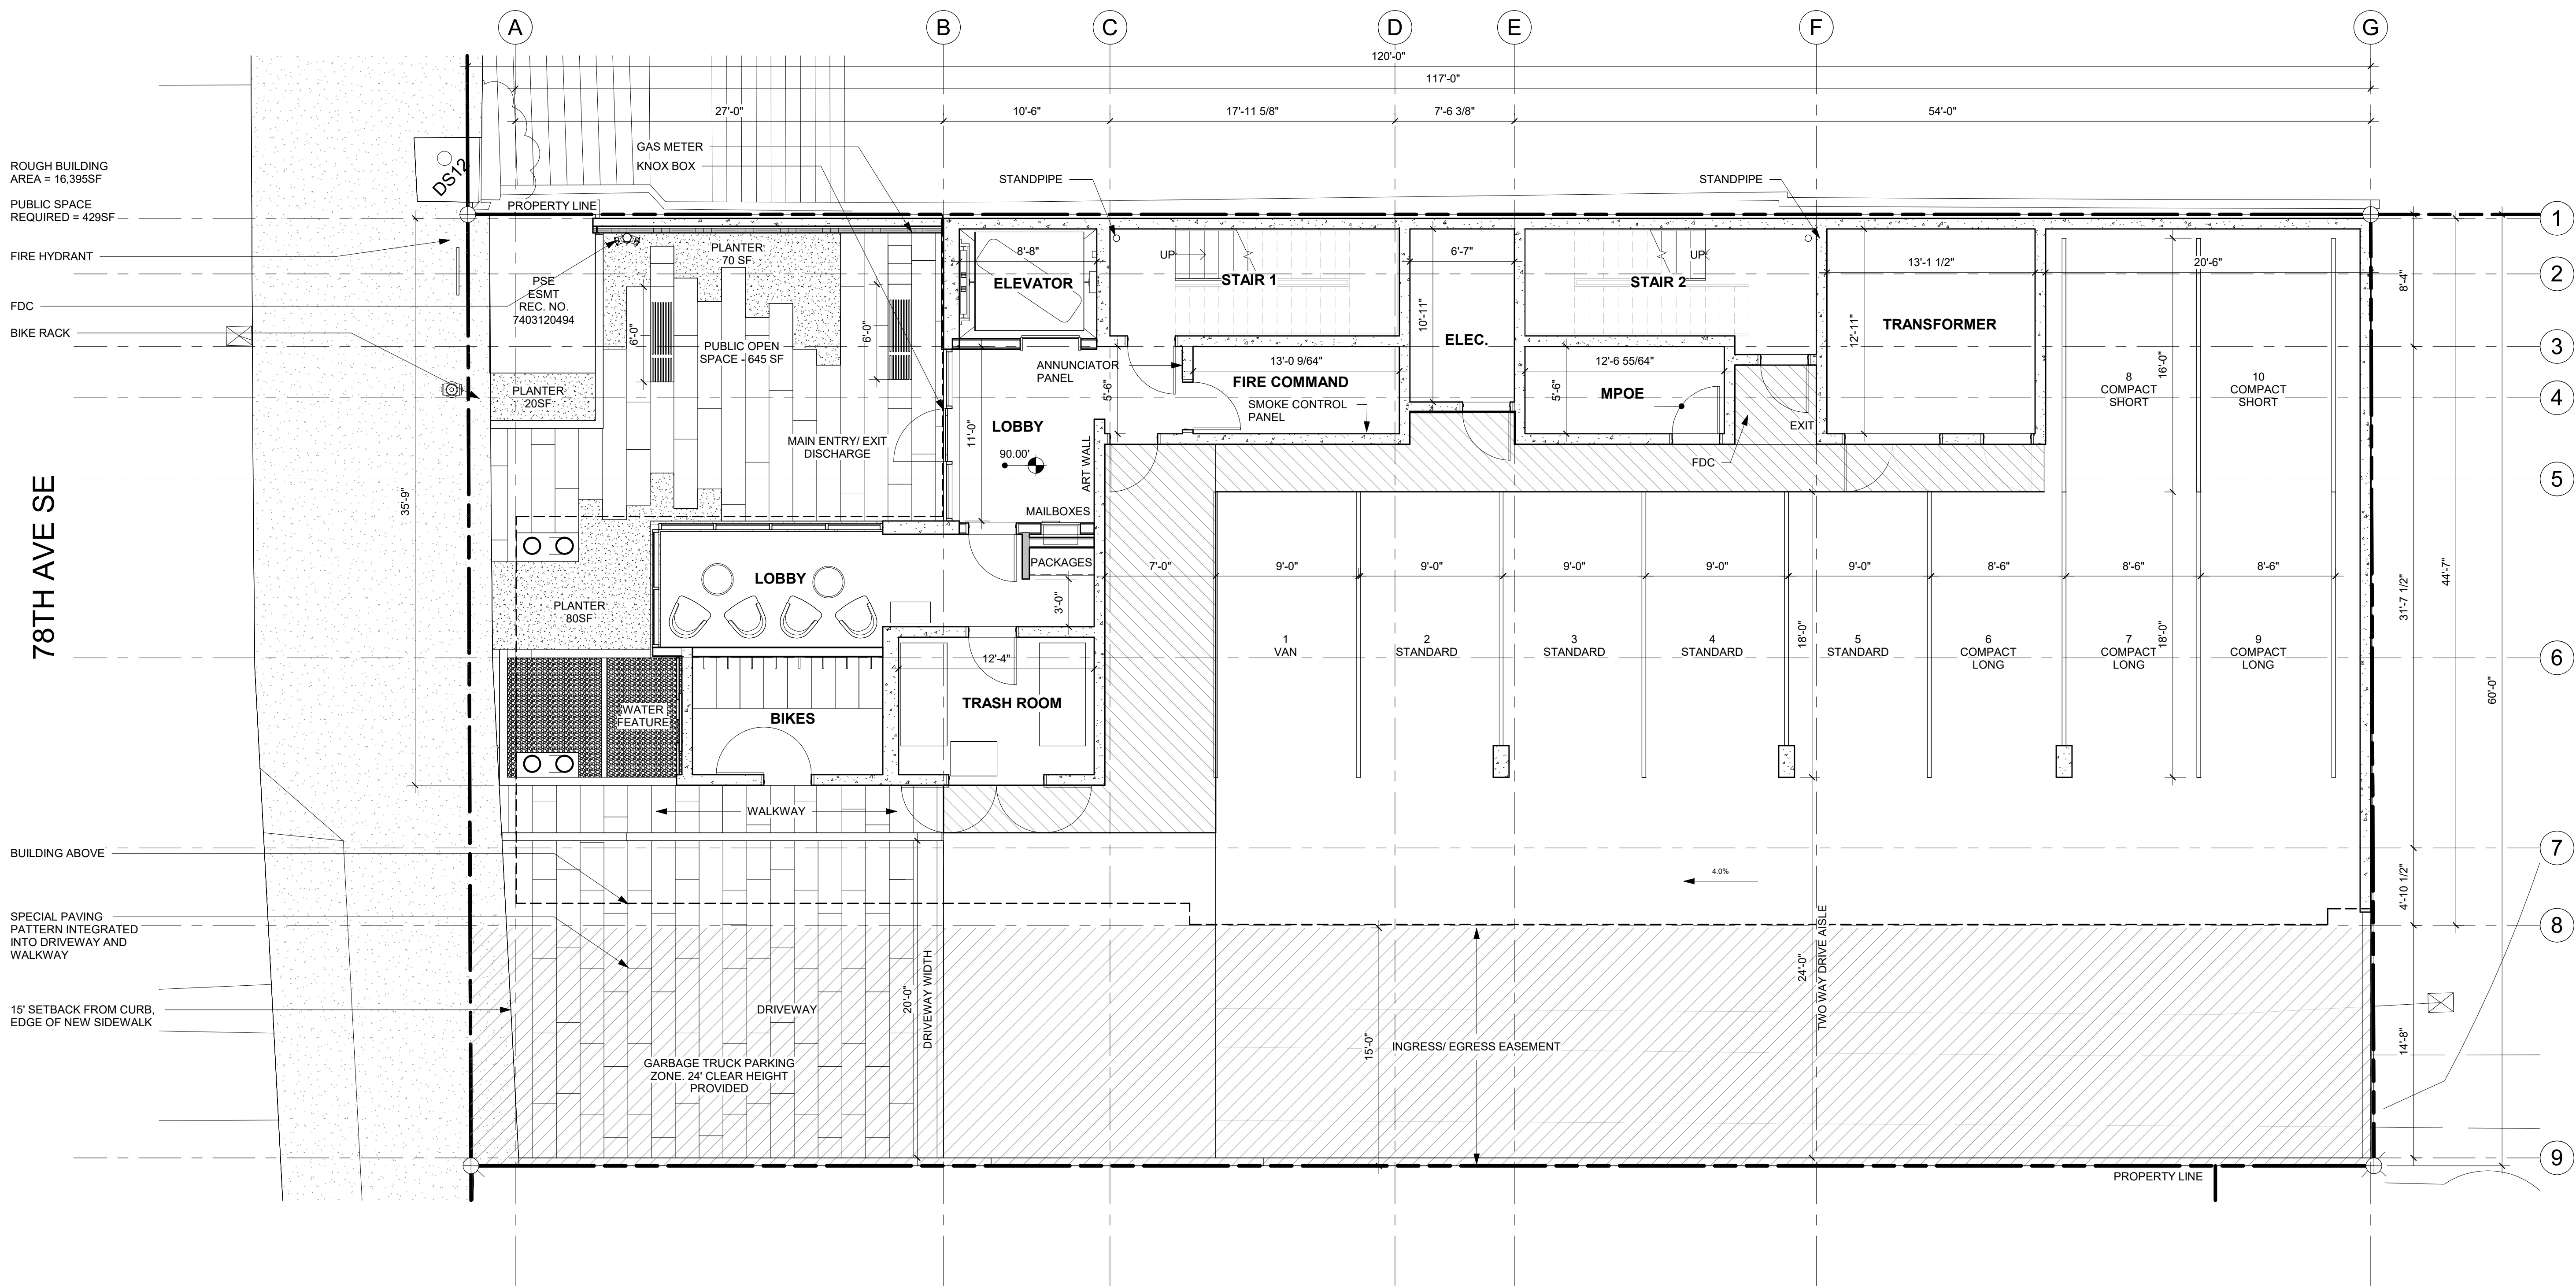 A
B
C
D
E
F
G
120'-0"
117'-0"
27'-0"
10'-6"
17'-11 5/8"
7'-6 3/8"
54'-0"
GAS METER
KNOX BOX
ROUGH BUILDING
AREA = 16,395SF
DS12
STANDPIPE
STANDPIPE
PUBLIC SPACE
REQUIRED = 429SF
PROPERTY LINE
1
FIRE HYDRANT
PLANTER
70 SF
8'-8"
UP
6'-7"
UP
13'-1 1/2"
20'-6"
2
8'-4"
PSE
ESMT
REC. NO.
7403120494
ELEVATOR
STAIR 1
STAIR 2
FDC
BIKE RACK
6'-0"
6'-0"
10'-11"
12'-11"
TRANSFORMER
PUBLIC OPEN
SPACE - 645 SF
ELEC.
3
ANNUNCIATOR
PANEL
13'-0 9/64"
12'-6 55/64"
16'-0"
FIRE COMMAND
5'-6"
5'-6"
MPOE
8
COMPACT
SHORT
10
COMPACT
SHORT
PLANTER
20SF
SMOKE CONTROL
PANEL
4
LOBBY
11'-0"
EXIT
MAIN ENTRY/ EXIT
DISCHARGE
90.00'
ART WALL
FDC
5
78TH AVE SE
35'-9"
MAILBOXES
PACKAGES
7'-0"
9'-0"
9'-0"
9'-0"
9'-0"
9'-0"
8'-6"
8'-6"
8'-6"
44'-7"
31'-7 1/2"
LOBBY
3'-0"
PLANTER
80SF
1
VAN
2
STANDARD
3
STANDARD
4
STANDARD
18'-0"
5
STANDARD
6
COMPACT
LONG
7
COMPACT
LONG
18'-0"
9
COMPACT
LONG
6
12'-4"
60'-0"
WATER
FEATURE
BIKES
TRASH ROOM
WALKWAY
BUILDING ABOVE
7
4.0%
4'-10 1/2"
SPECIAL PAVING
PATTERN INTEGRATED
INTO DRIVEWAY AND
WALKWAY
8
TWO WAY DRIVE AISLE
24'-0"
20'-0"
DRIVEWAY WIDTH
15' SETBACK FROM CURB,
EDGE OF NEW SIDEWALK
DRIVEWAY
15'-0"
INGRESS/ EGRESS EASEMENT
14'-8"
GARBAGE TRUCK PARKING
ZONE. 24' CLEAR HEIGHT
PROVIDED
9
PROPERTY LINE